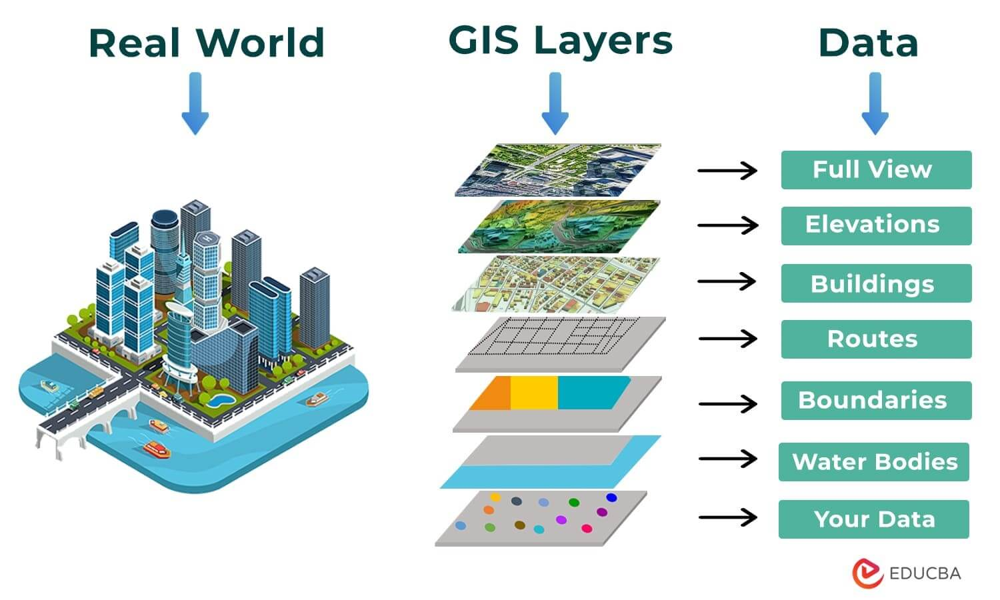 Real World
GIS Layers
Data
Full View
Elevations
Buildings
Routes
Boundaries
Water Bodies
Your Data
EDUCBA